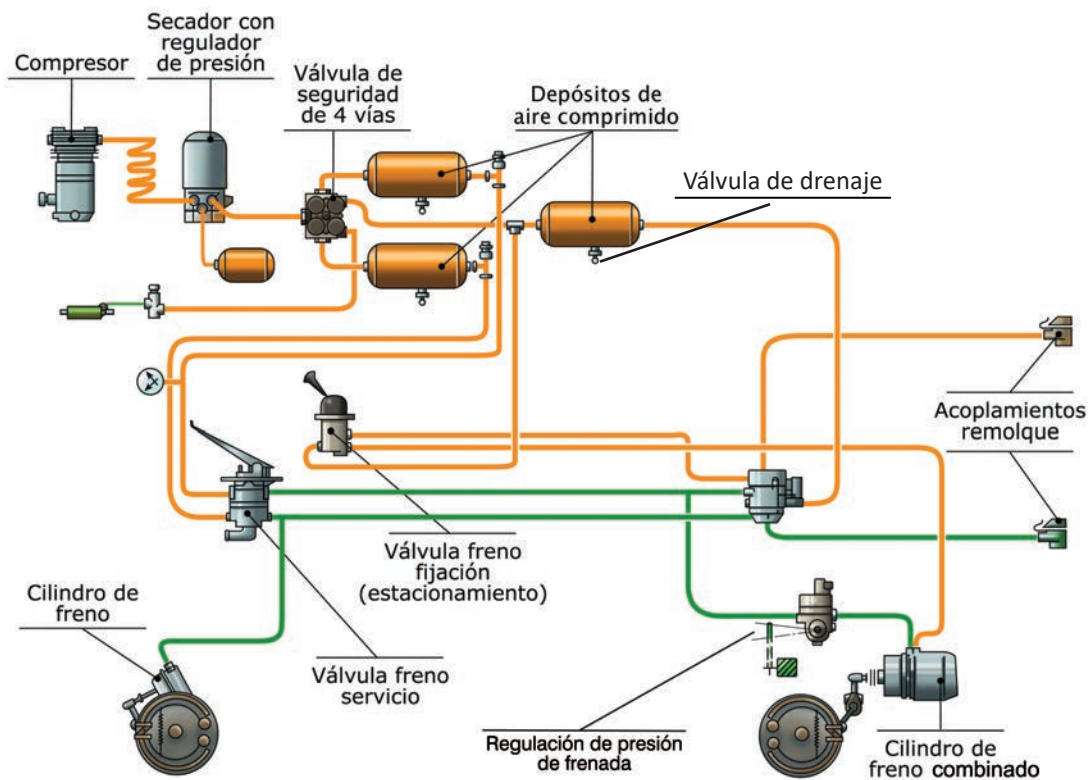 Compresor
Secador con
regulador
de presión
Válvula de
seguridad
de 4 vías
Depósitos de
aire comprimido
Válvula de drenaje
Acoplamientos
remolque
Válvula freno
fijación
(estacionamiento)
Cilindro de
freno
Válvula freno
servicio
Regulación de presión
de frenada
Cilindro de
freno combinado